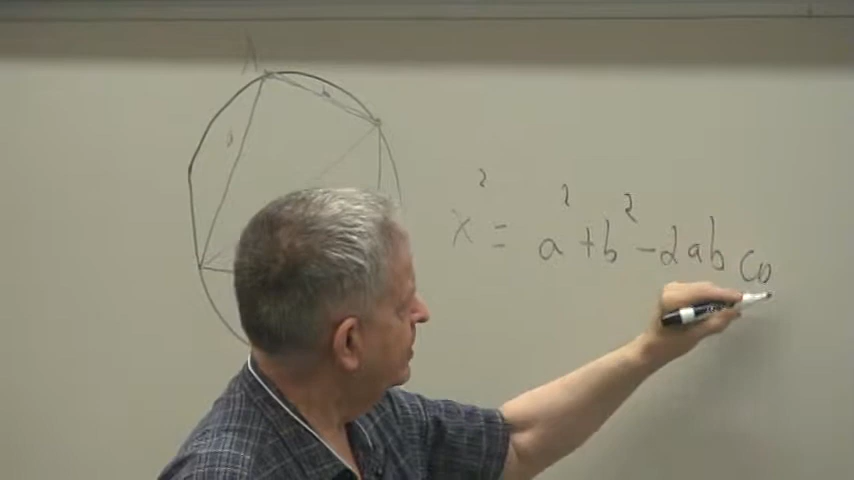 A
b
a
x² = a² + b² - 2ab co